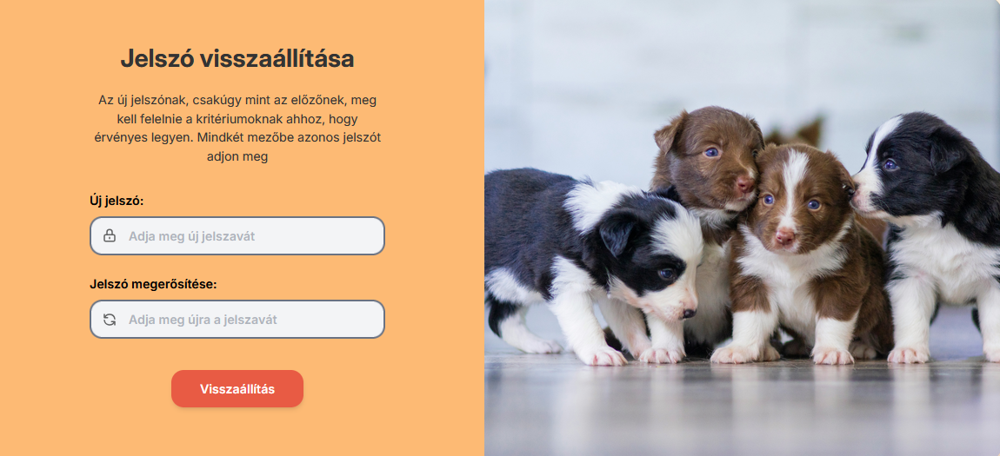 Jelszó visszaállítása
Az új jelszónak, csakúgy mint az előzőnek, meg
kell felelnie a kritériumoknak ahhoz, hogy
érvényes legyen. Mindkét mezőbe azonos jelszót
adjon meg
Új jelszó:
Adja meg új jelszavát
Jelszó megerősítése:
Adja meg újra a jelszavát
Visszaállítás